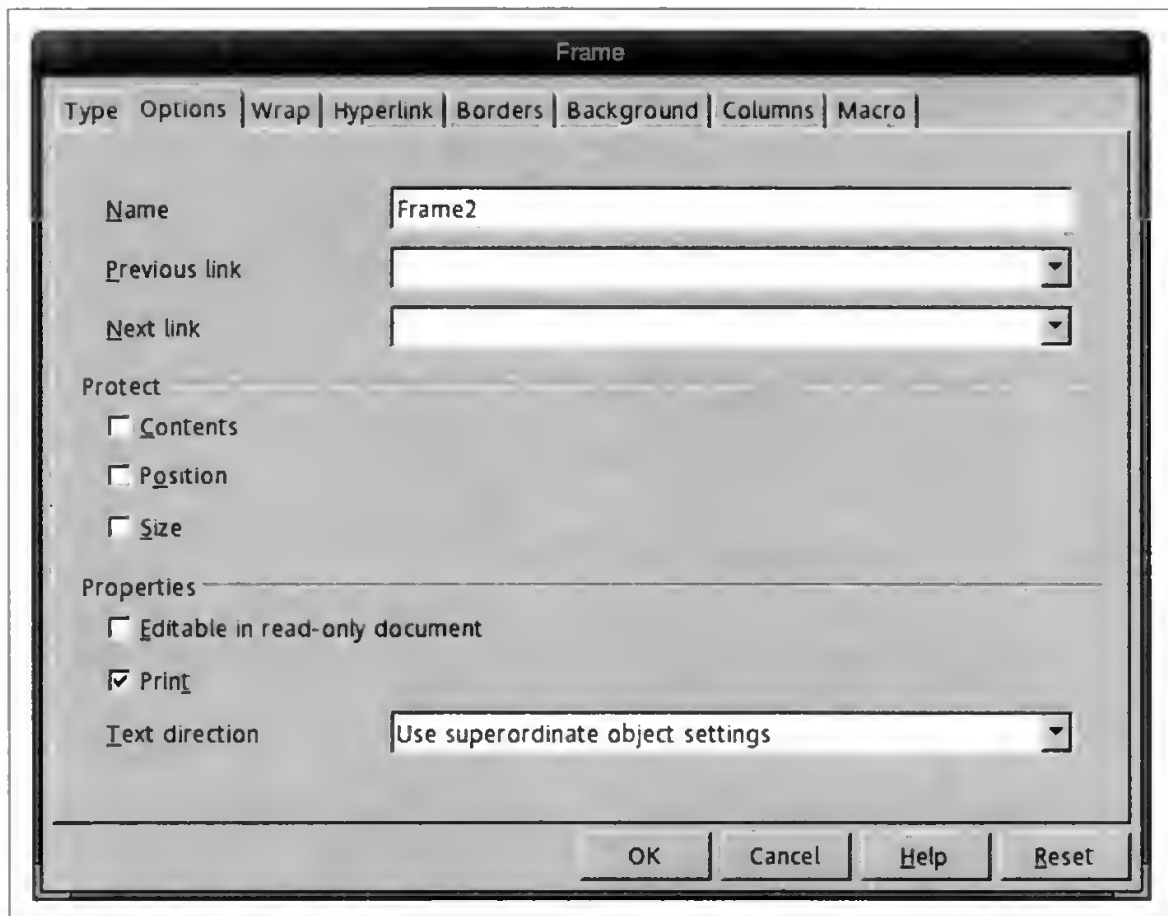 Frame
Type Options Wrap Hyperlink Borders Background Columns Macro
Name Frame2
Previous link
Next link
Protect
Contents
Position
Size
Properties
Editable in read-only document
Print
Text direction Use superordinate object settings
OK Cancel Help Reset